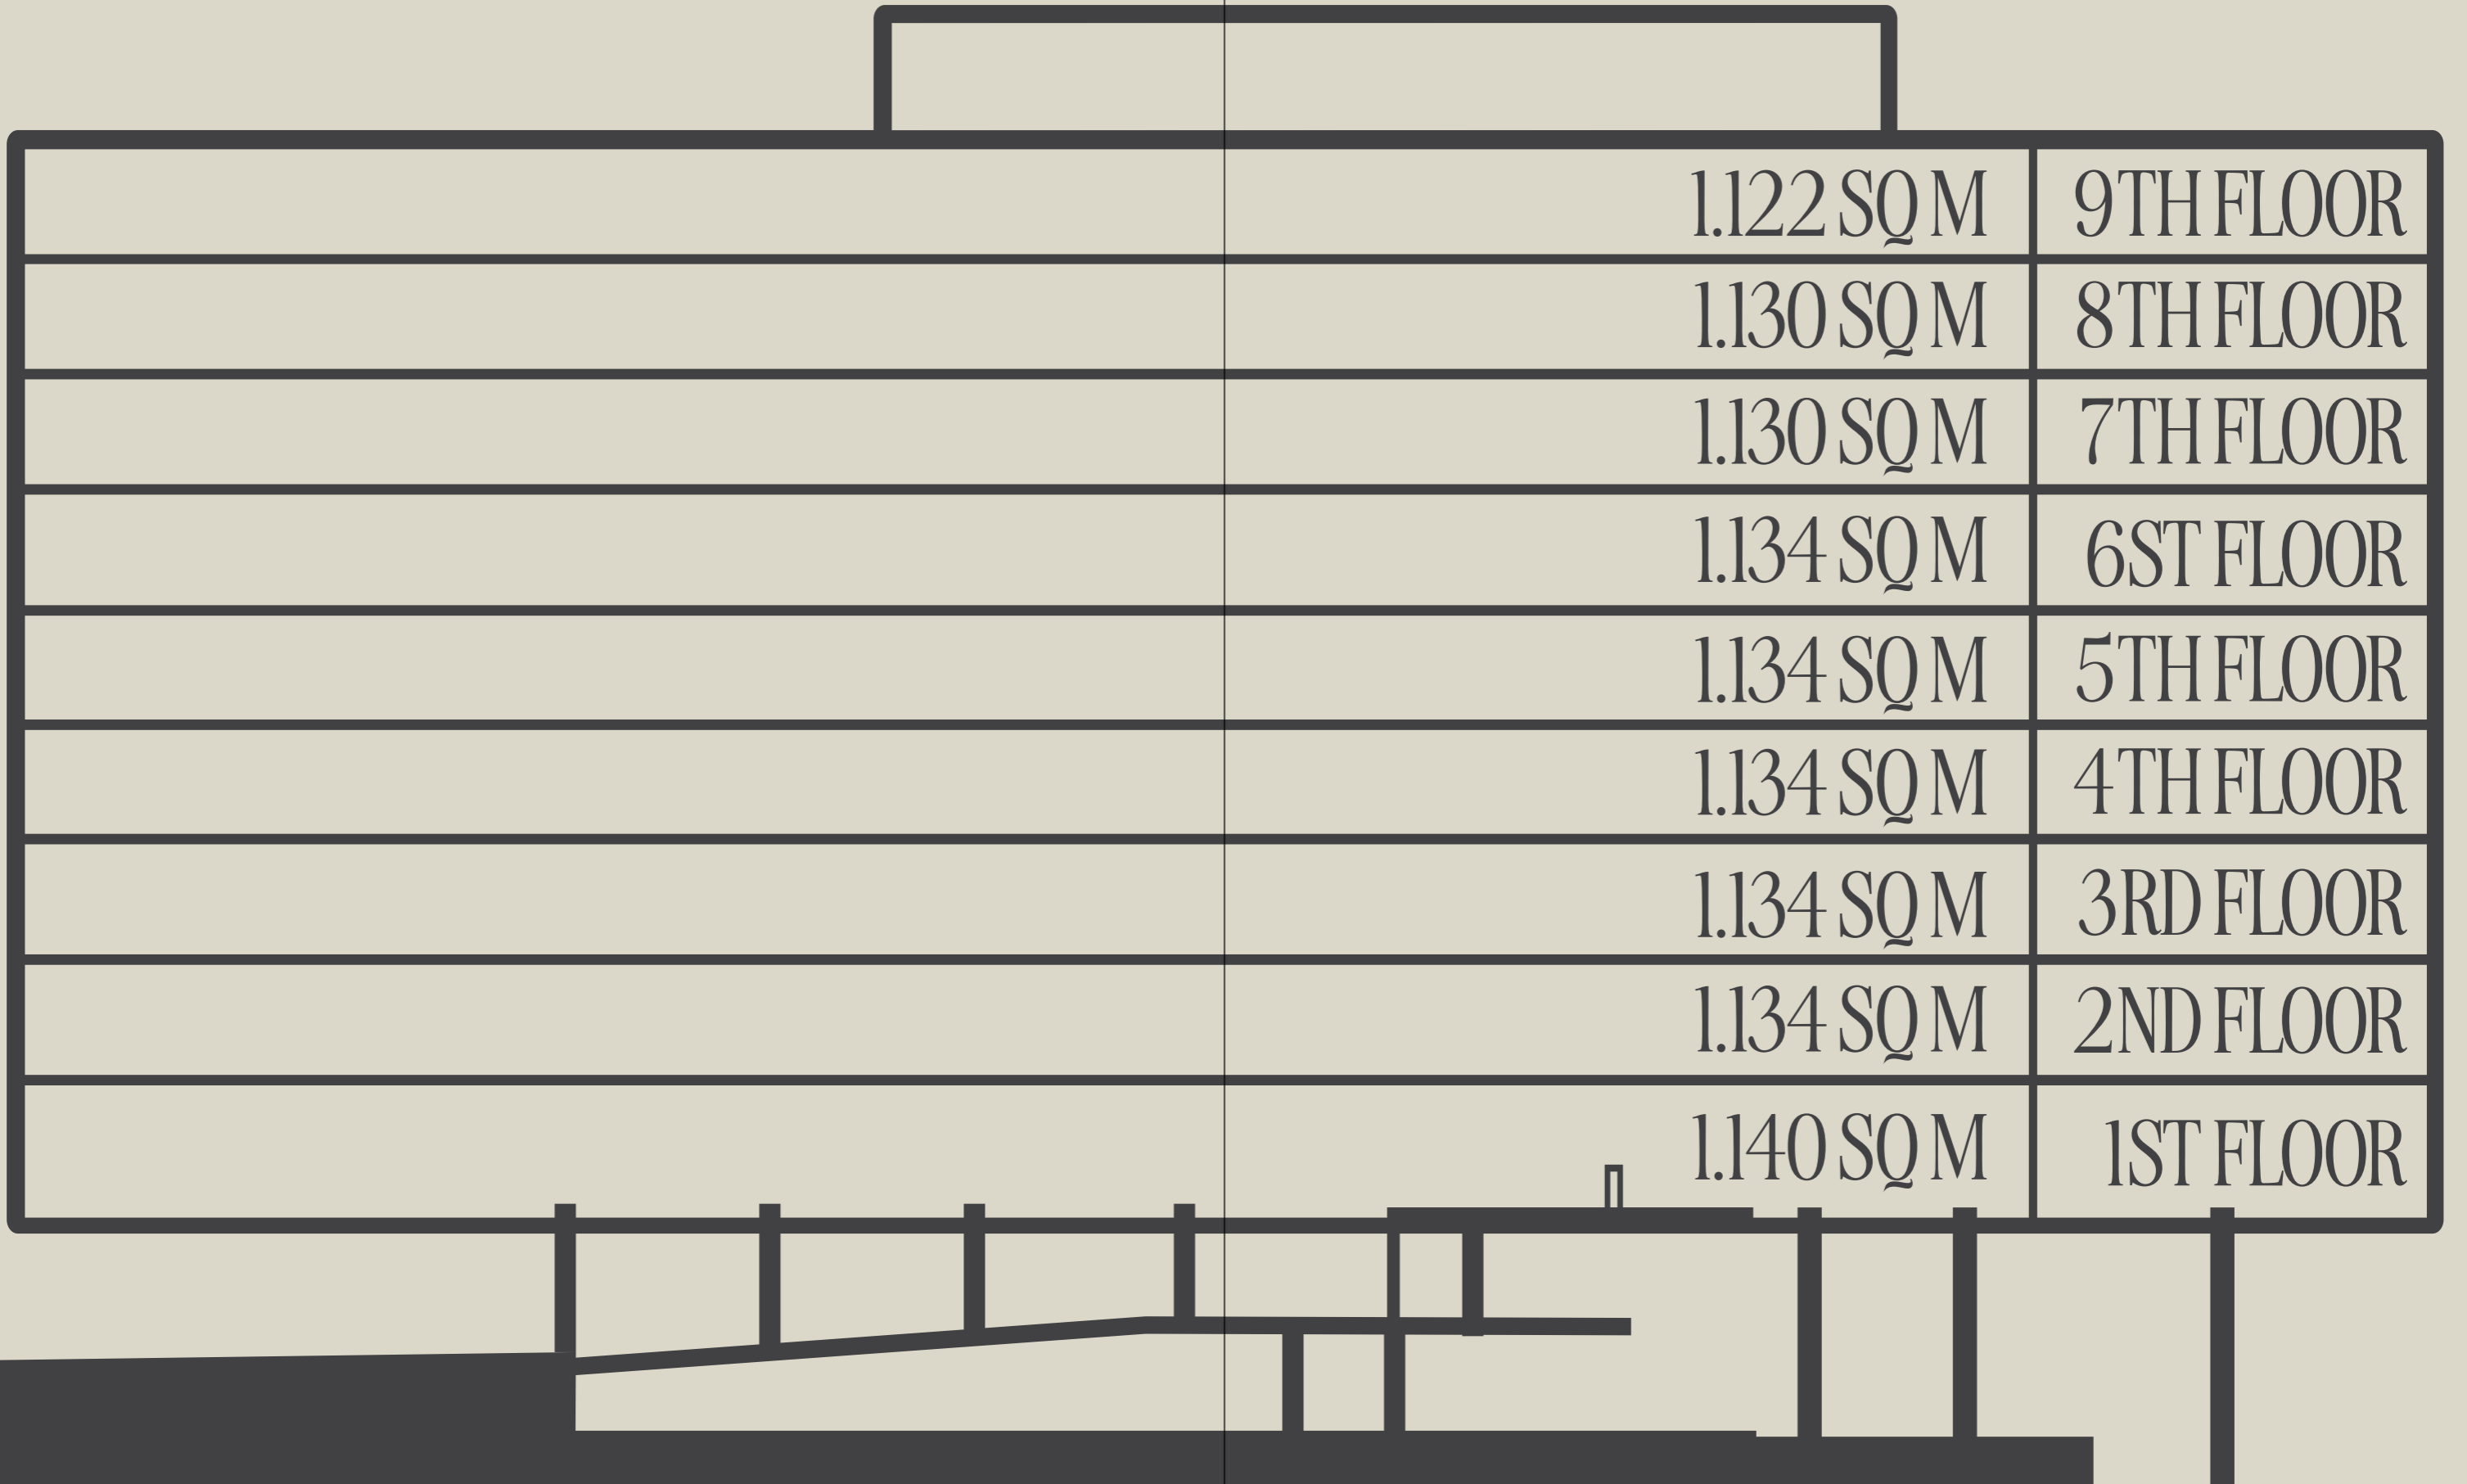 1.122 SQ M 9TH FLOOR
1.130 SQ M 8TH FLOOR
1.130 SQ M 7TH FLOOR
1.134 SQ M 6ST FLOOR
1.134 SQ M 5TH FLOOR
1.134 SQ M 4TH FLOOR
1.134 SQ M 3RD FLOOR
1.134 SQ M 2ND FLOOR
1.140 SQ M 1ST FLOOR